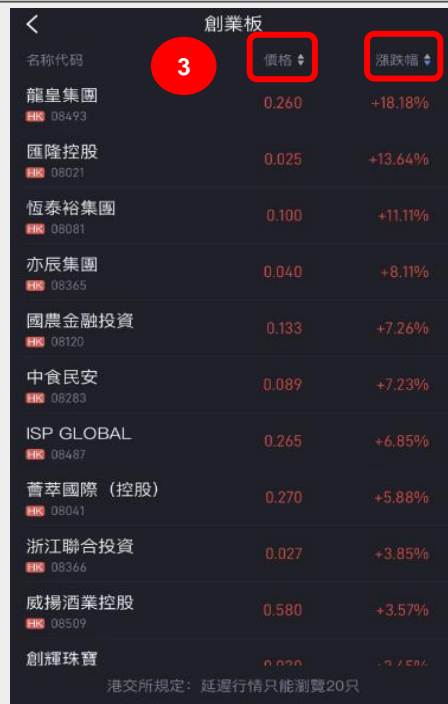 創業板
名称代码 3 價格 漲跌幅
龍皇集團 0.260 +18.18%
HK 08493
匯隆控股 0.025 +13.64%
HK 08021
恆泰裕集團 0.100 +11.11%
HK 08081
亦辰集團 0.040 +8.11%
HK 08365
國農金融投資 0.133 +7.26%
HK 08120
中食民安 0.089 +7.23%
HK 08283
ISP GLOBAL 0.265 +6.85%
HK 08487
薈萃國際（控股） 0.270 +5.88%
HK 08041
浙江聯合投資 0.027 +3.85%
HK 08366
威揚酒業控股 0.580 +3.57%
HK 08509
創輝珠寶
港交所規定：延遲行情只能瀏覽20只